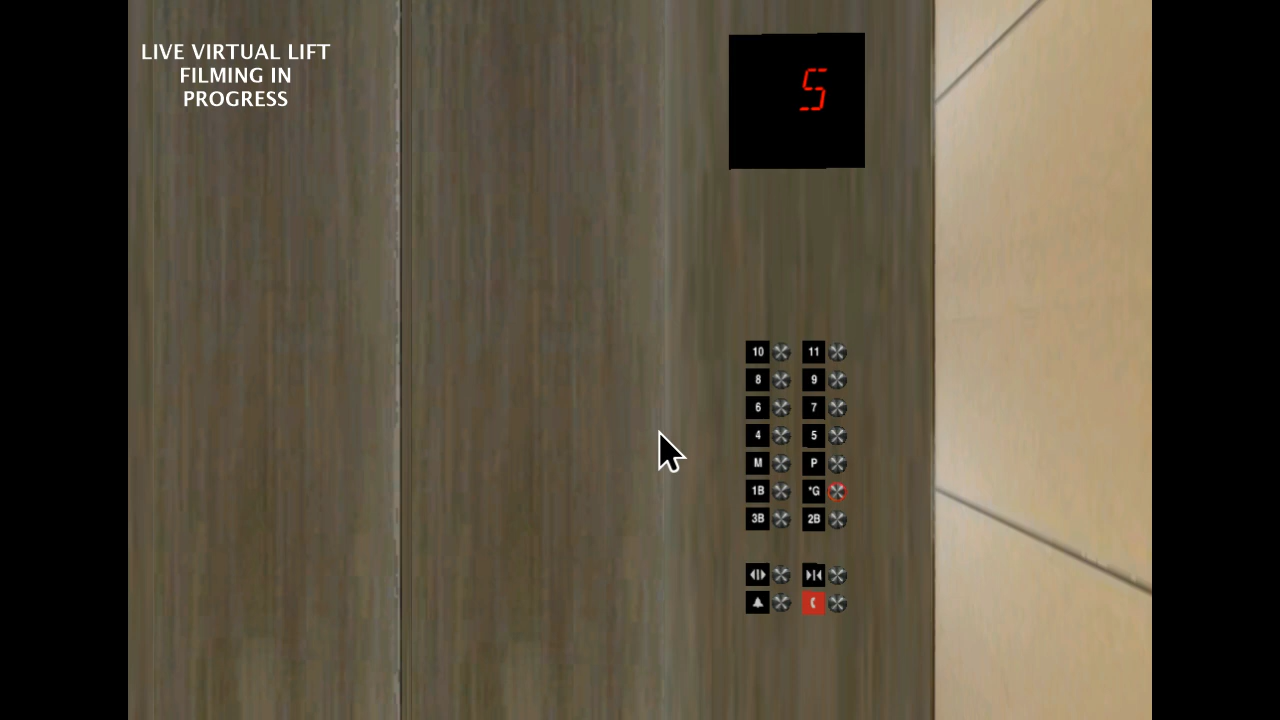 LIVE VIRTUAL LIFT
FILMING IN
PROGRESS
5
10 11
8 9
6 7
4 5
M P
1B *G
3B 2B